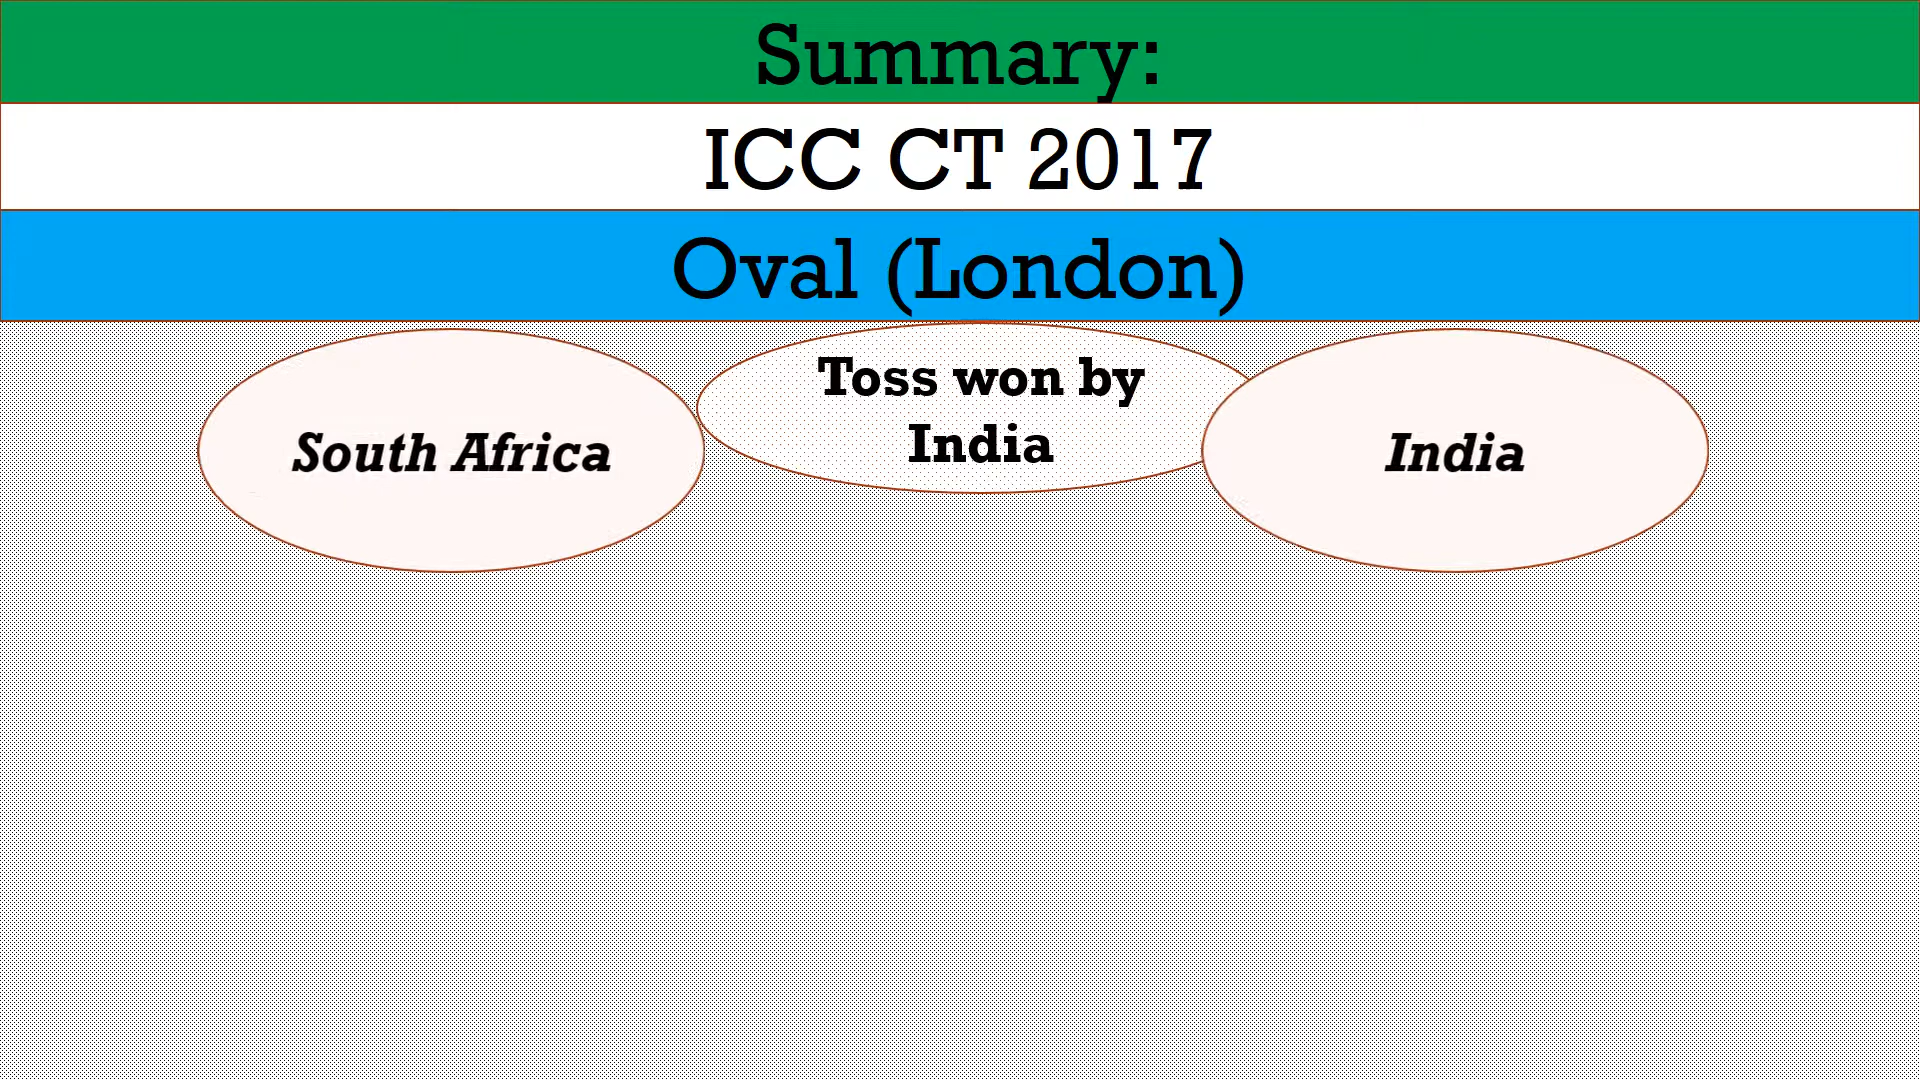 Summary:
ICC CT 2017
Oval (London)
South Africa
Toss won by
India
India